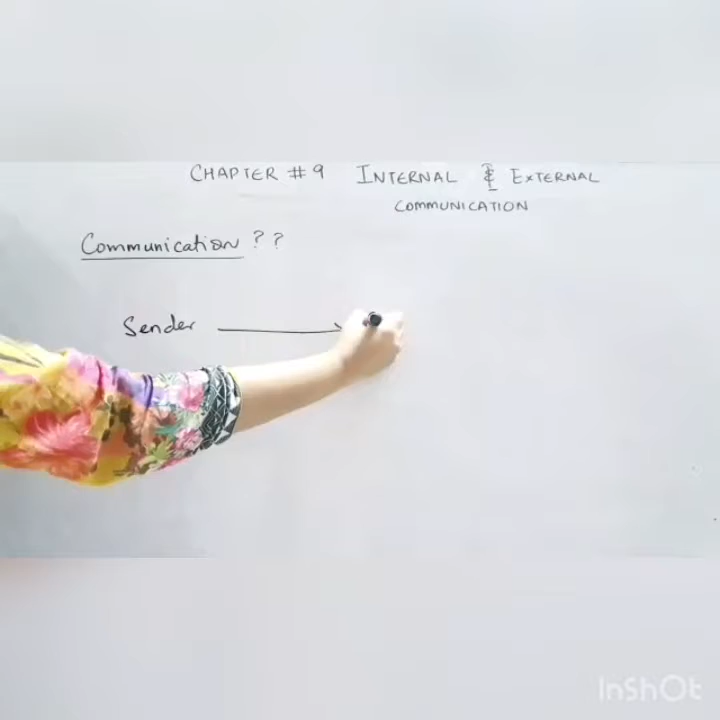 CHAPTER # 9 INTERNAL & EXTERNAL
COMMUNICATION
Communication ? ?
Sender
InShOt